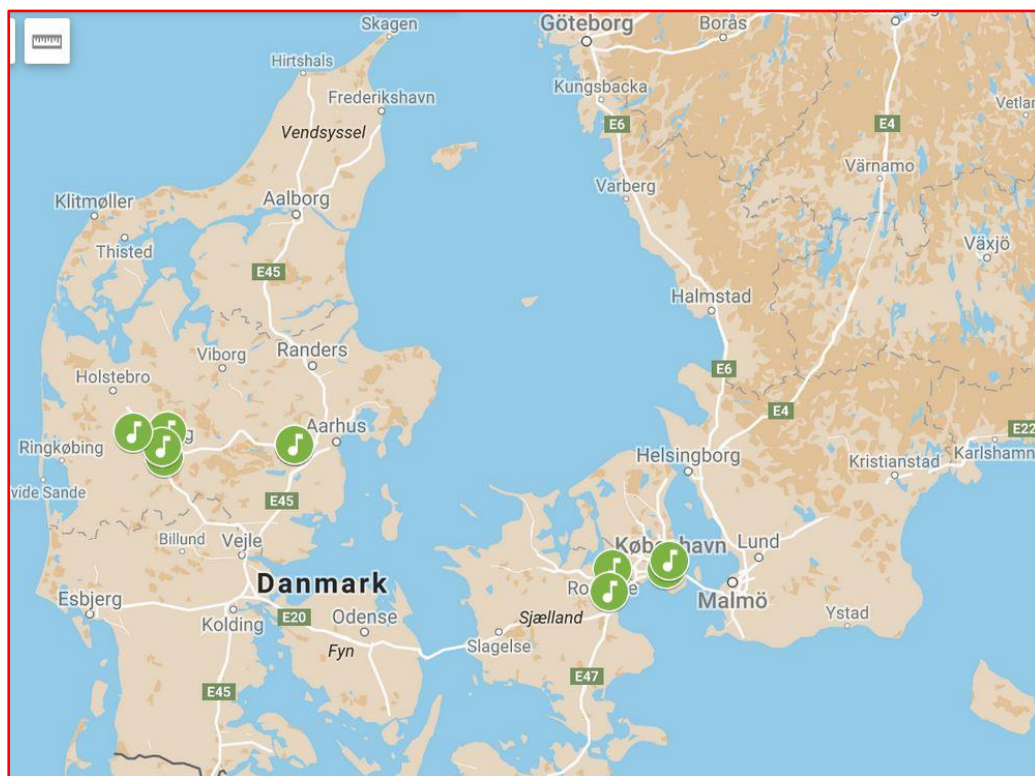 Skagen
Göteborg
Borås
Hirtshals
Kungsbacka
Frederikshavn
E6
E4
Vendsyssel
Värnamo
Klitmøller
Aalborg
Varberg
Thisted
Växjö
E45
Halmstad
Viborg
Randers
E6
Holstebro
E4
Aarhus
E22
Ringkøbing
Helsingborg
Karlshamn
Kristianstad
vide Sande
E45
Billund
Vejle
København
Lund
Danmark
Malmö
Esbjerg
Kolding
E20
Odense
Sjælland
Ystad
Fyn
Slagelse
E47
E45